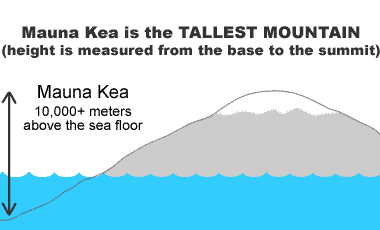 Mauna Kea is the TALLEST MOUNTAIN
(height is measured from the base to the summit)
Mauna Kea
10,000+ meters
above the sea floor